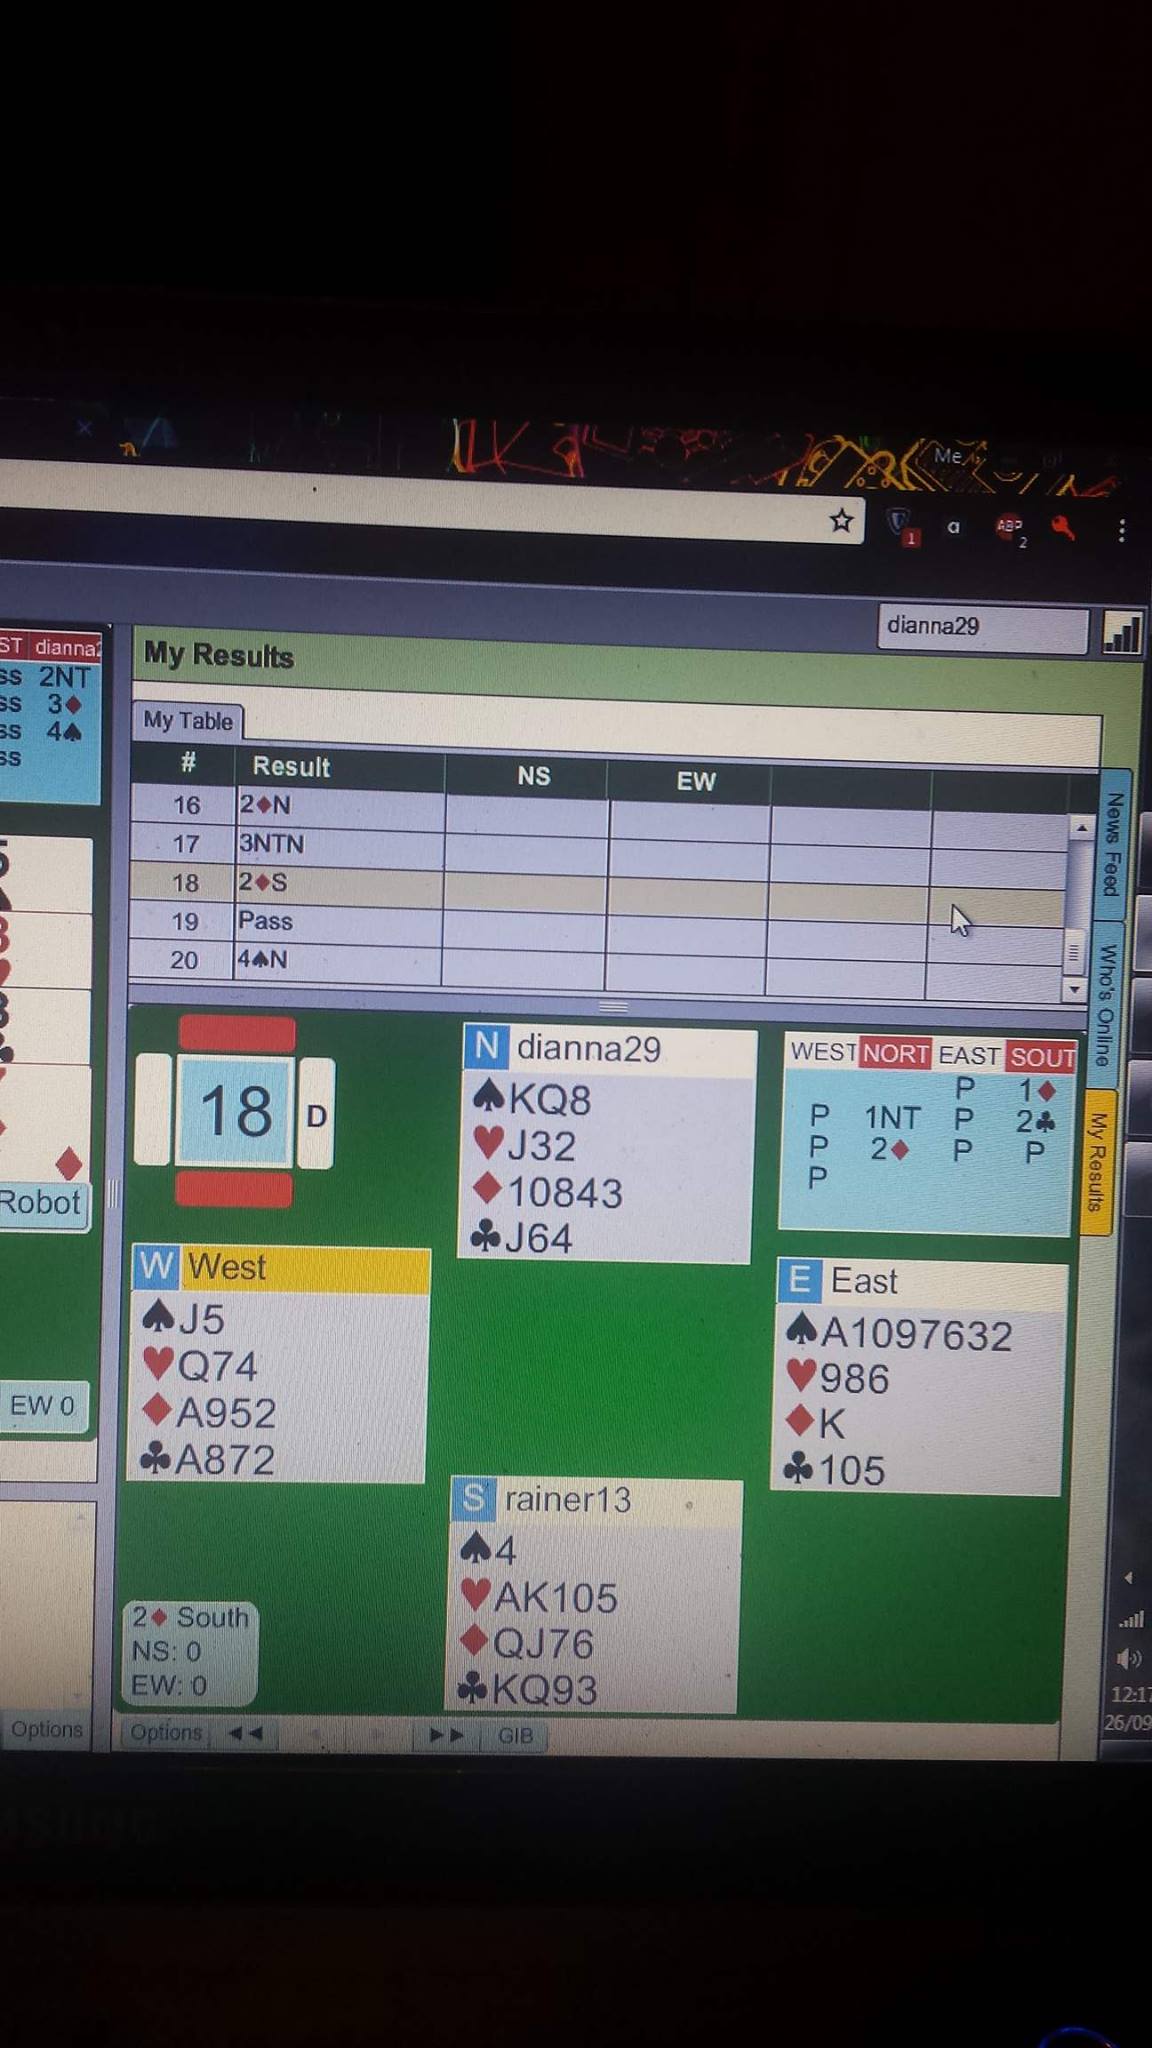 Me
1
a
ABP
2
dianna29
ST dianna2
ss 2NT
ss 3♦
ss 4♠
ss
My Results
My Table
# Result NS EW
16 2♦N
17 3NTN
18 2♦S
19 Pass
20 4♠N
News Feed
Who's Online
My Results
18
D
N dianna29
♠KQ8
♥J32
♦10843
♣J64
WEST NORT EAST SOUT
P 1♦
P 1NT P 2♣
P 2♦ P P
P
Robot
W West
♠J5
♥Q74
♦A952
♣A872
E East
♠A1097632
♥986
♦K
♣105
EW 0
S rainer13
♠4
♥AK105
♦QJ76
♣KQ93
2♦ South
NS: 0
EW: 0
Options
Options
GIB
12:17
26/09